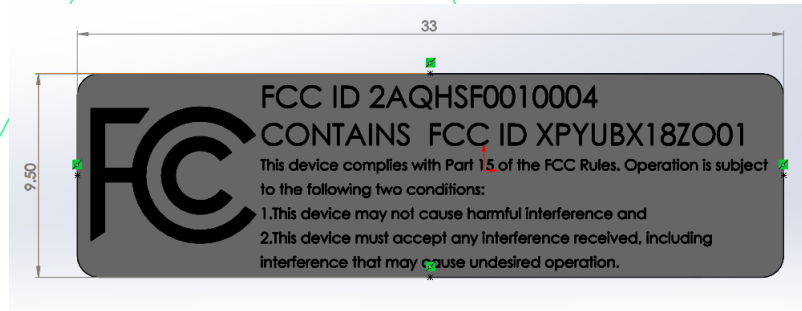 33
9.50
FCC
FCC ID 2AQHSF0010004
CONTAINS FCC ID XPYUBX18ZO01
This device complies with Part 15 of the FCC Rules. Operation is subject
to the following two conditions:
1.This device may not cause harmful interference and
2.This device must accept any interference received, including
interference that may cause undesired operation.